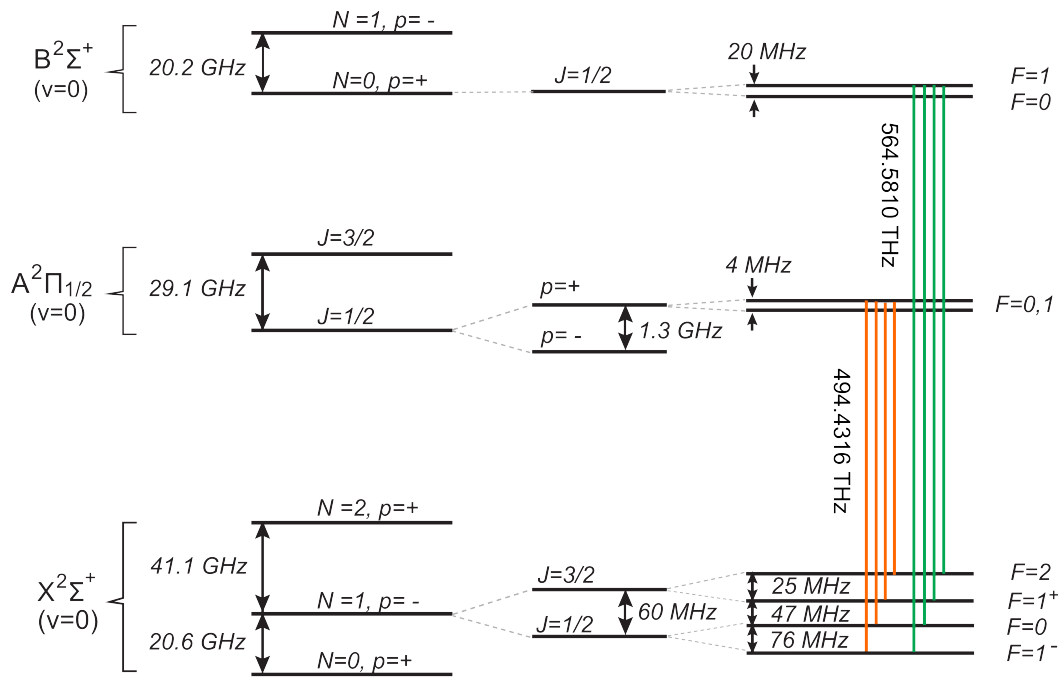 B²Σ⁺
(v=0)
20.2 GHz
N =1, p= -
N=0, p=+
J=1/2
20 MHz
F=1
F=0
564.5810 THz
A²Π₁/₂
(v=0)
29.1 GHz
J=3/2
J=1/2
p=+
p= -
1.3 GHz
4 MHz
F=0,1
494.4316 THz
X²Σ⁺
(v=0)
41.1 GHz
20.6 GHz
N =2, p=+
N =1, p= -
N=0, p=+
J=3/2
J=1/2
60 MHz
25 MHz
47 MHz
76 MHz
F=2
F=1⁺
F=0
F=1⁻